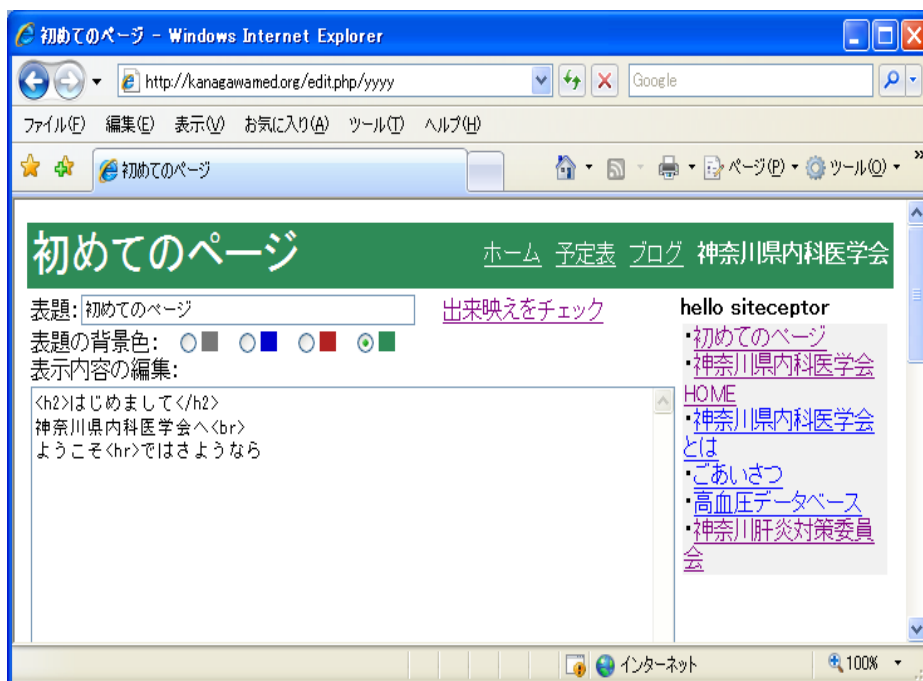 初めてのページ - Windows Internet Explorer
http://kanagawamed.org/edit.php/yyyy
Google
ファイル(F) 編集(E) 表示(V) お気に入り(A) ツール(T) ヘルプ(H)
初めてのページ
ページ(P) ツール(O) »
初めてのページ
ホーム 予定表 ブログ 神奈川県内科医学会
表題: 初めてのページ
出来映えをチェック
表題の背景色:
表示内容の編集:
<h2>はじめまして</h2>
神奈川県内科医学会へ<br>
ようこそ<hr>ではさようなら
hello siteceptor
・初めてのページ
・神奈川県内科医学会
HOME
・神奈川県内科医学会
とは
・ごあいさつ
・高血圧データベース
・神奈川肝炎対策委員
会
インターネット
100%